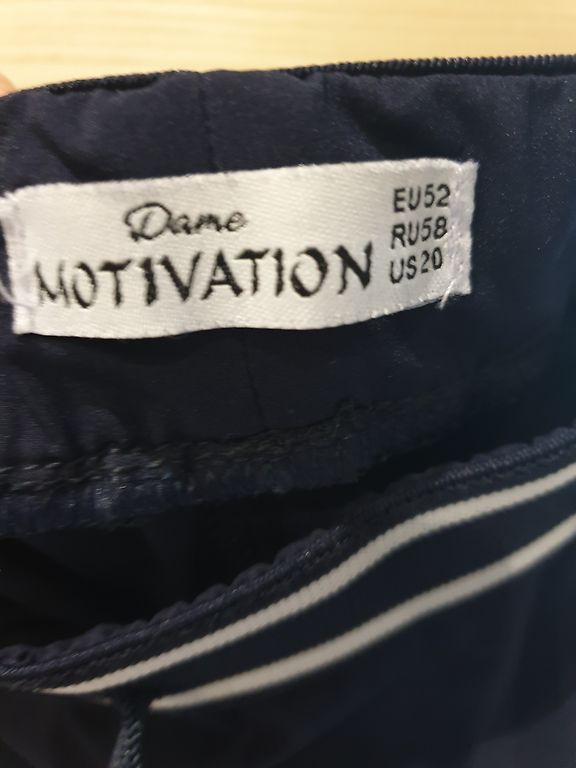 Dame
MOTIVATION
EU52
RU58
US20